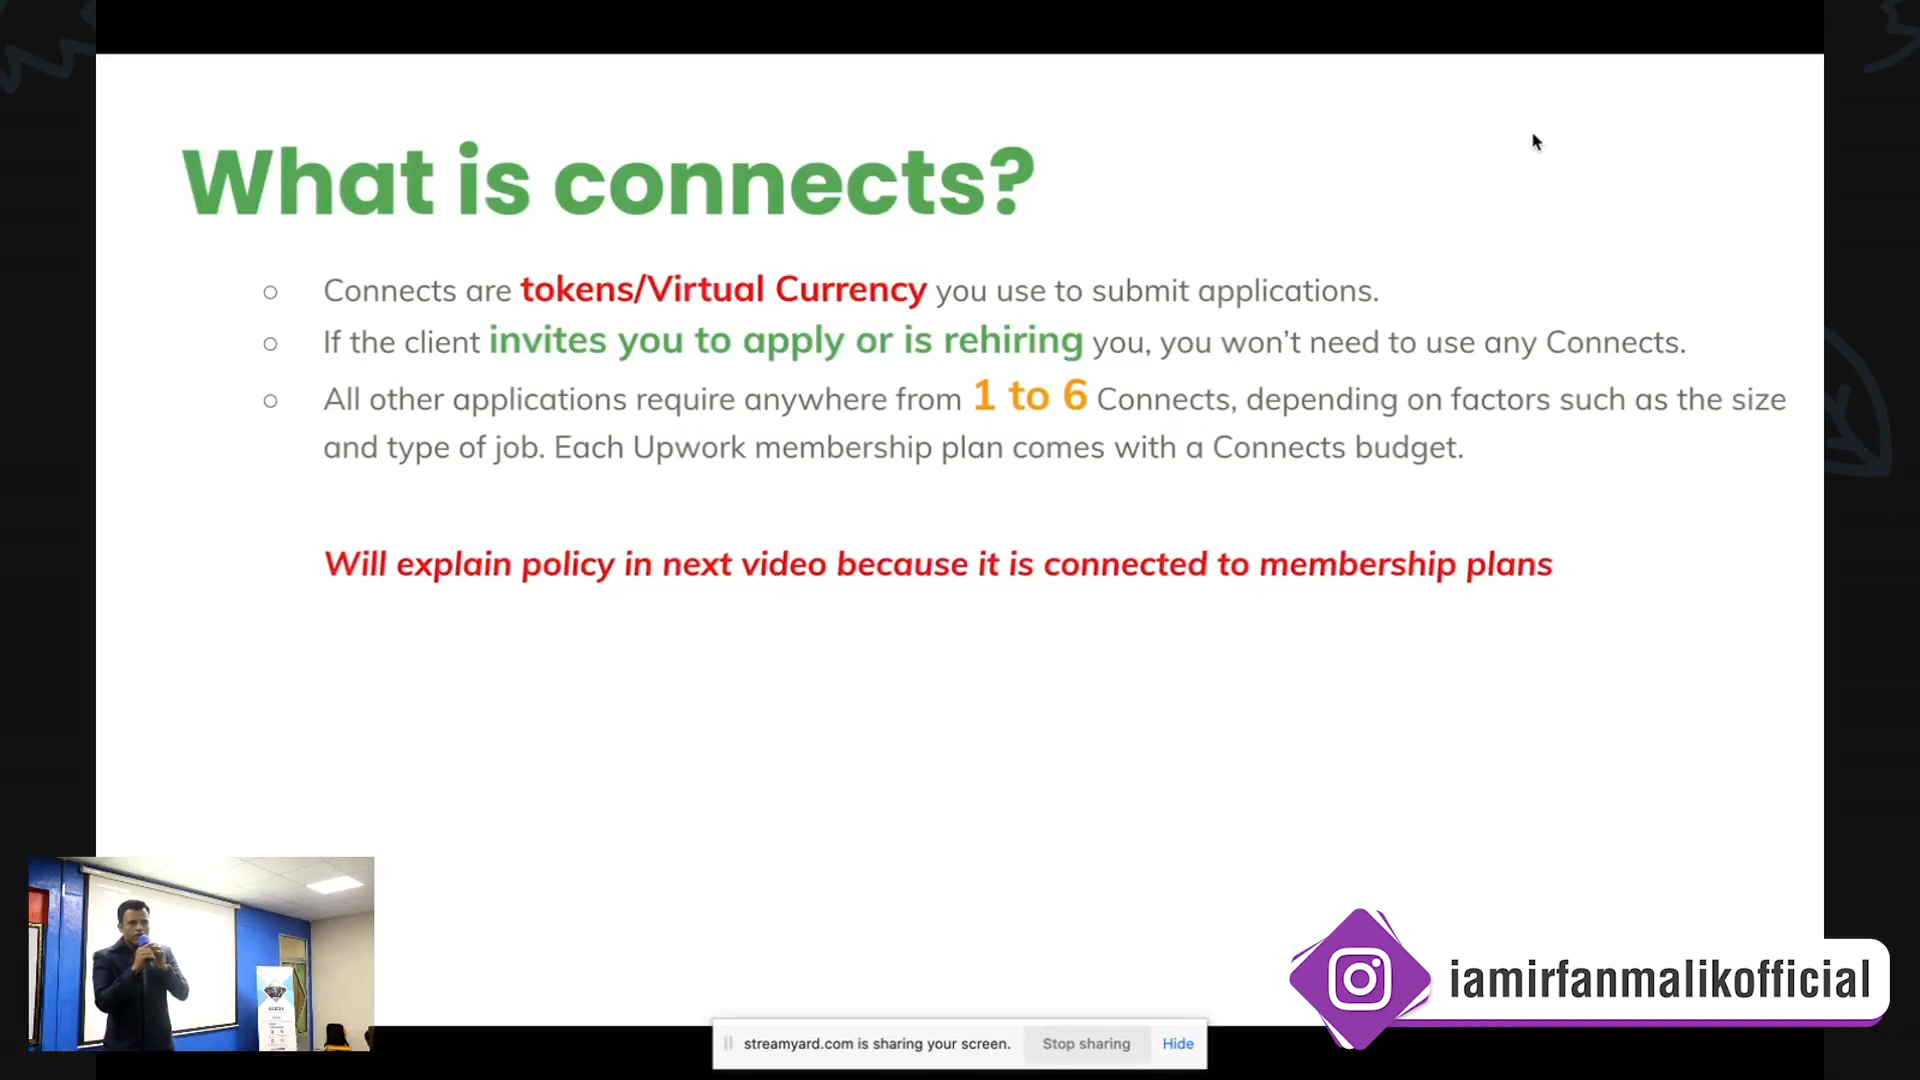 What is connects?
○ Connects are tokens/Virtual Currency you use to submit applications.
○ If the client invites you to apply or is rehiring you, you won’t need to use any Connects.
○ All other applications require anywhere from 1 to 6 Connects, depending on factors such as the size
and type of job. Each Upwork membership plan comes with a Connects budget.
Will explain policy in next video because it is connected to membership plans
iamirfanmalikofficial
streamyard.com is sharing your screen. Stop sharing Hide